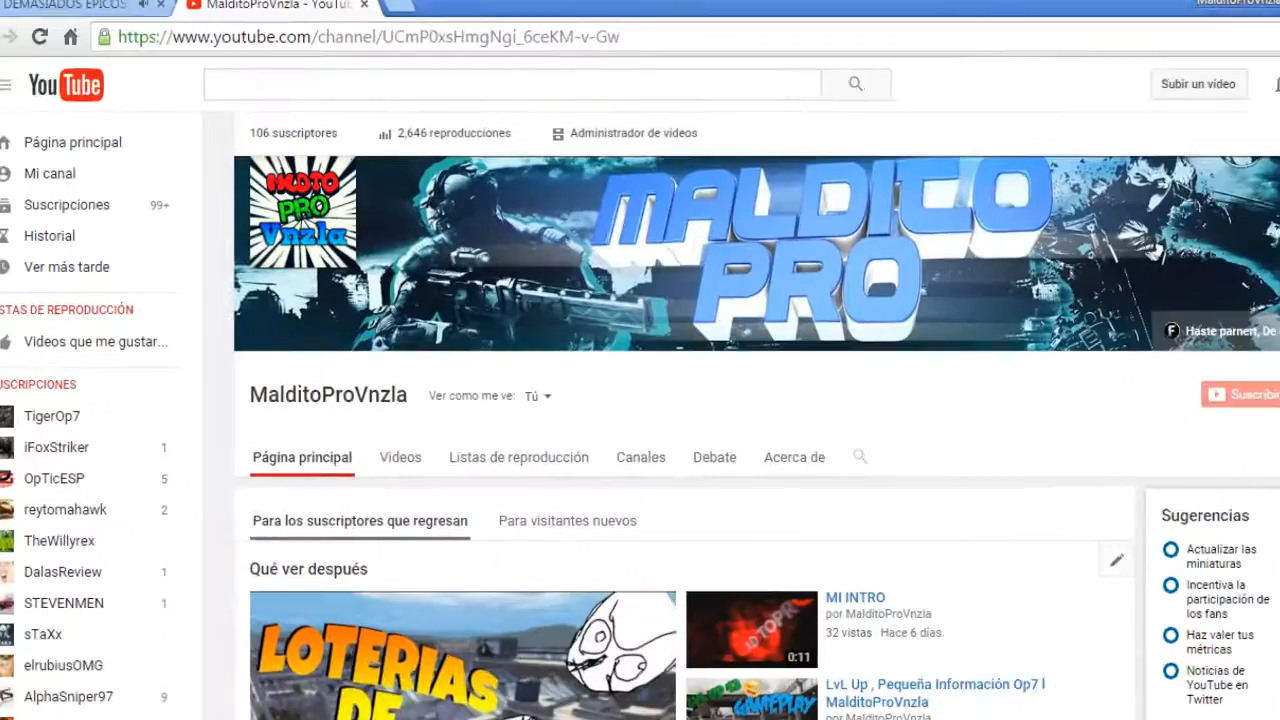 DEMASIADOS EPICOS
MalditoProVnzla - YouTu
https://www.youtube.com/channel/UCmP0xsHmgNgi_6ceKM-v-Gw
YouTube
Subir un vídeo
106 suscriptores
2,646 reproducciones
Administrador de videos
Página principal
Mi canal
Suscripciones 99+
Historial
Ver más tarde
STAS DE REPRODUCCIÓN
Videos que me gustar...
USCRIPCIONES
TigerOp7
iFoxStriker 1
OpTicESP 5
reytomahawk 2
TheWillyrex
DalasReview 1
STEVENMEN 1
sTaXx
elrubiusOMG
AlphaSniper97 9
PRO
Vnzla
MALDITO
PRO
Haste parnert, De
MalditoProVnzla
Ver como me ve: Tú
Suscribi
Página principal
Videos
Listas de reproducción
Canales
Debate
Acerca de
Para los suscriptores que regresan
Para visitantes nuevos
Qué ver después
LOTERIAS
DE
MI INTRO
por MalditoProVnzla
32 vistas Hace 6 días.
0:11
LvL Up , Pequeña Información Op7 l
MalditoProVnzla
por MalditoProVnzla
GAMEPLAY
Sugerencias
Actualizar las
miniaturas
Incentiva la
participación de
los fans
Haz valer tus
métricas
Noticias de
YouTube en
Twitter